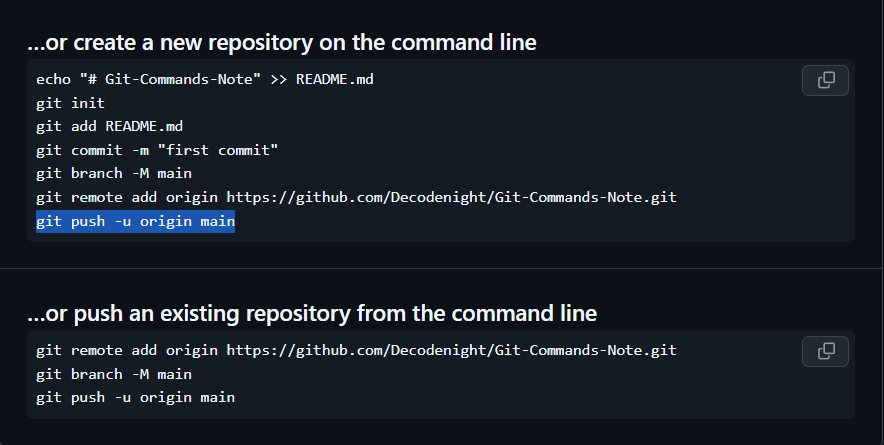 ...or create a new repository on the command line
echo "# Git-Commands-Note" >> README.md
git init
git add README.md
git commit -m "first commit"
git branch -M main
git remote add origin https://github.com/Decodenight/Git-Commands-Note.git
git push -u origin main
...or push an existing repository from the command line
git remote add origin https://github.com/Decodenight/Git-Commands-Note.git
git branch -M main
git push -u origin main